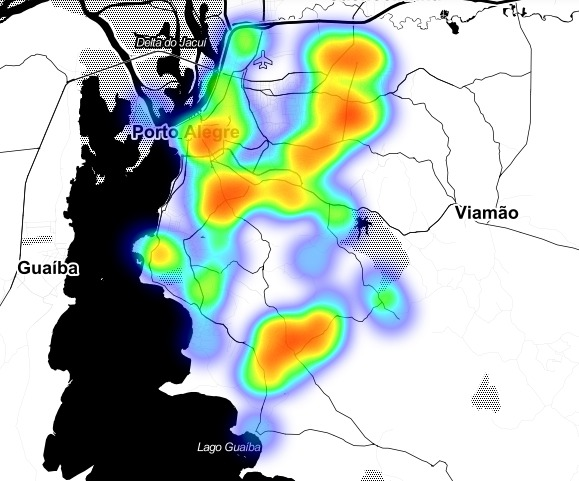 Delta do Jacuí
Porto Alegre
Viamão
Guaíba
Lago Guaíba